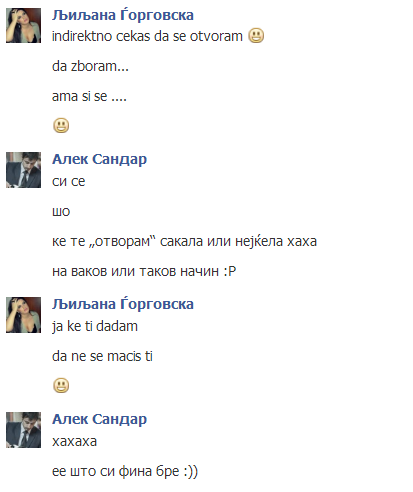 Љиљана Ѓорговска
indirektno cekas da se otvoram
da zboram...
ama si se ....
Алек Сандар
си се
шо
ке те „отворам“ сакала или нејќела хаха
на ваков или таков начин :P
Љиљана Ѓорговска
ja ke ti dadam
da ne se macis ti
Алек Сандар
хахаха
ее што си фина бре :))